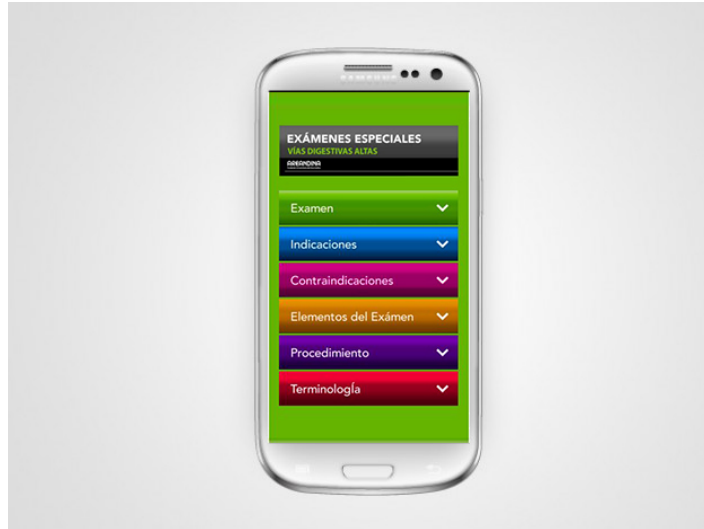 EXÁMENES ESPECIALES
VÍAS DIGESTIVAS ALTAS
AREANDINA
Examen
Indicaciones
Contraindicaciones
Elementos del Exámen
Procedimiento
TerminologÍa